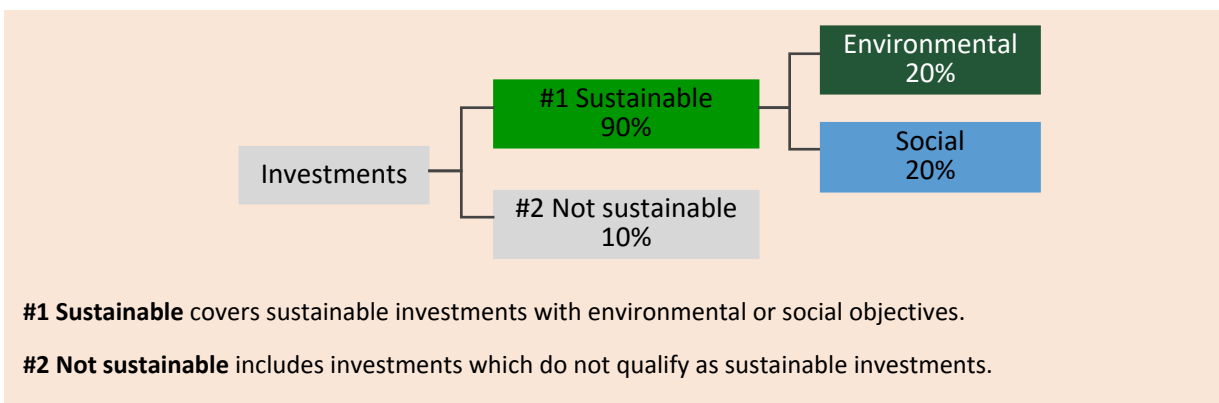 Environmental
20%
#1 Sustainable
90%
Social
20%
Investments
#2 Not sustainable
10%
#1 Sustainable covers sustainable investments with environmental or social objectives.
#2 Not sustainable includes investments which do not qualify as sustainable investments.